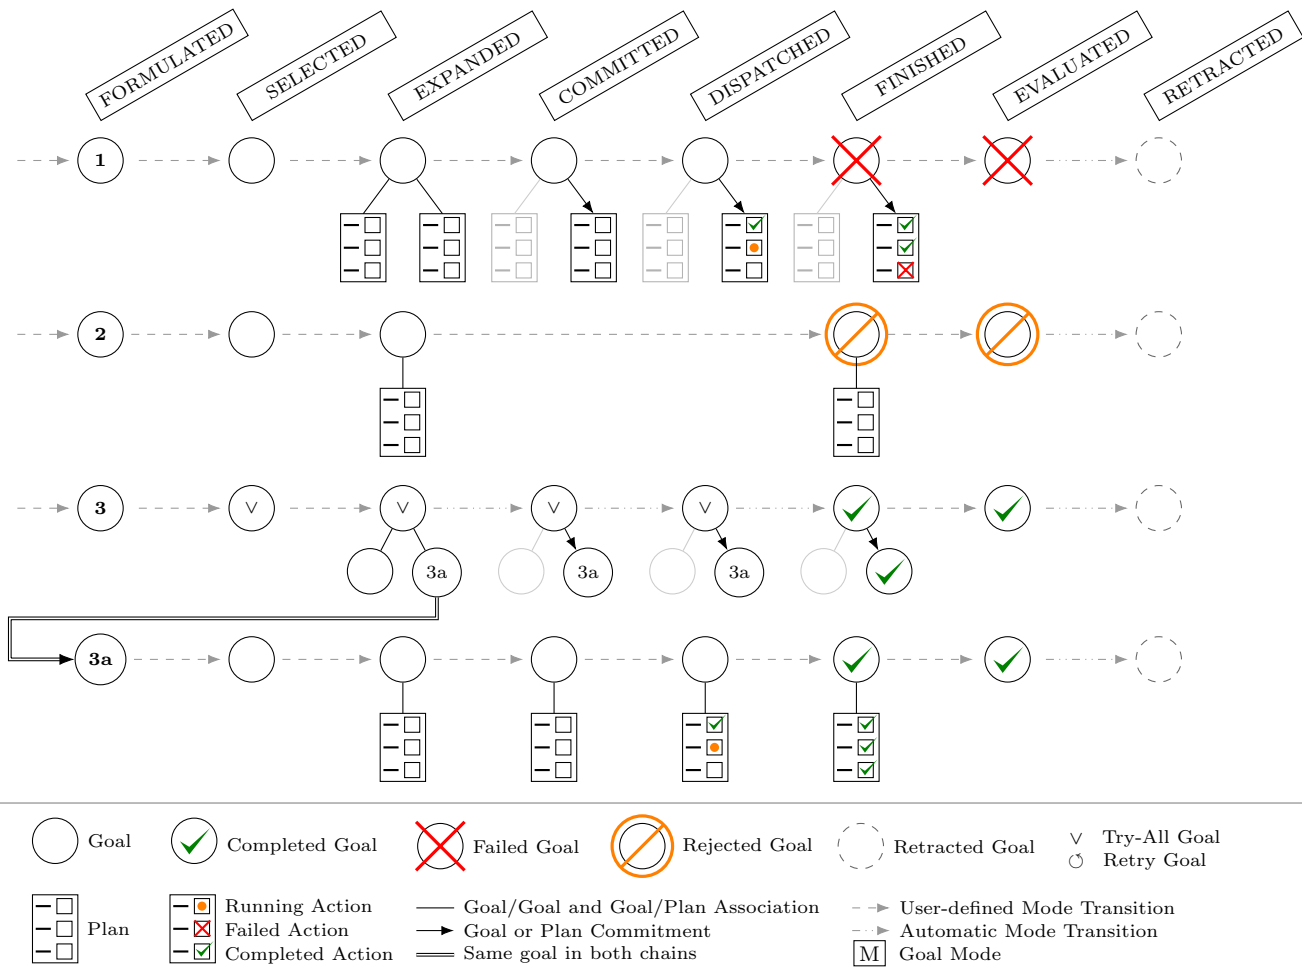 FORMULATED
SELECTED
EXPANDED
COMMITTED
DISPATCHED
FINISHED
EVALUATED
RETRACTED
1
2
3
∨ ∨ ∨ ∨
3a 3a 3a
3a
Goal
Completed Goal
Failed Goal
Rejected Goal
Retracted Goal
∨ Try-All Goal
Retry Goal
Plan
Running Action
Failed Action
Completed Action
Goal/Goal and Goal/Plan Association
Goal or Plan Commitment
Same goal in both chains
User-defined Mode Transition
Automatic Mode Transition
M Goal Mode